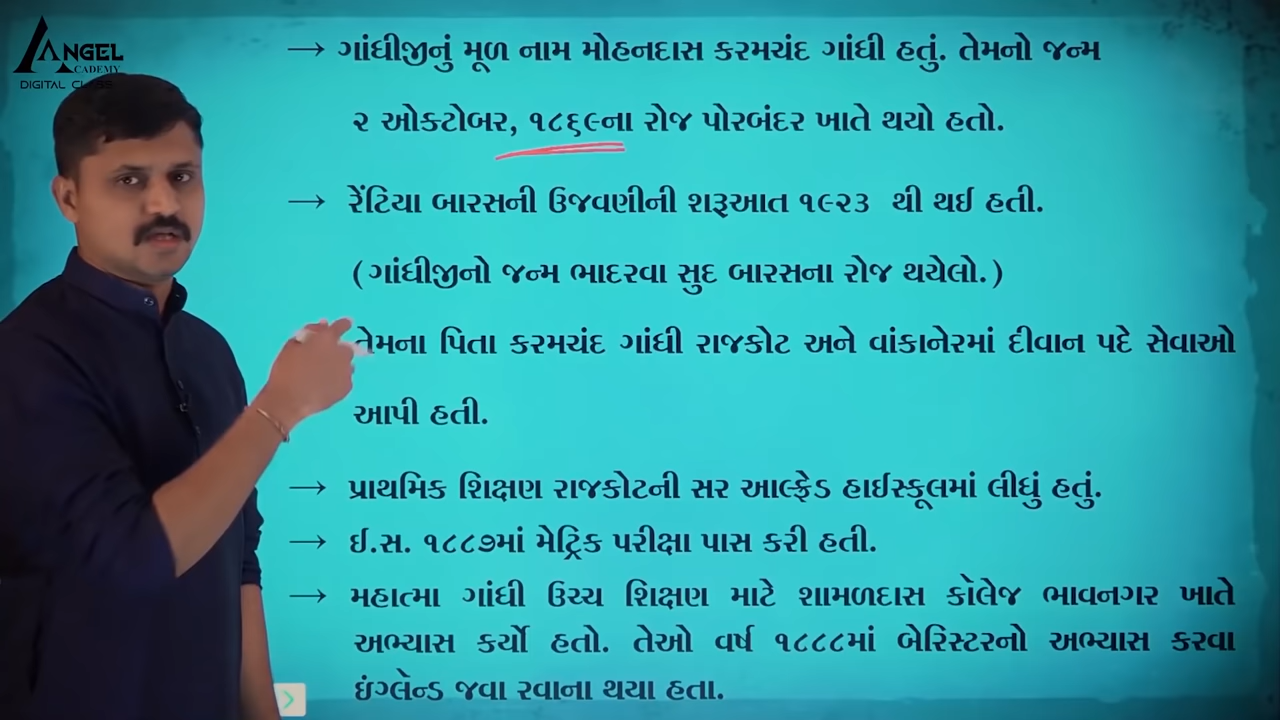 ANGEL
ACADEMY
DIGITAL CLASS
→ ગાંધીજીનું મૂળ નામ મોહનદાસ કરમચંદ ગાંધી હતું. તેમનો જન્મ
૨ ઓક્ટોબર, ૧૮૬૯ના રોજ પોરબંદર ખાતે થયો હતો.
→ રેંટિયા બારસની ઉજવણીની શરૂઆત ૧૯૨૩ થી થઈ હતી.
(ગાંધીજીનો જન્મ ભાદરવા સુદ બારસના રોજ થયેલો.)
તેમના પિતા કરમચંદ ગાંધી રાજકોટ અને વાંકાનેરમાં દીવાન પદે સેવાઓ
આપી હતી.
→ પ્રાથમિક શિક્ષણ રાજકોટની સર આલ્ફ્રેડ હાઈસ્કૂલમાં લીધું હતું.
→ ઈ.સ. ૧૮૮૭માં મેટ્રિક પરીક્ષા પાસ કરી હતી.
→ મહાત્મા ગાંધી ઉચ્ચ શિક્ષણ માટે શામળદાસ કૉલેજ ભાવનગર ખાતે
અભ્યાસ કર્યો હતો. તેઓ વર્ષ ૧૮૮૮માં બેરિસ્ટરનો અભ્યાસ કરવા
ઇંગ્લૅન્ડ જવા રવાના થયા હતા.